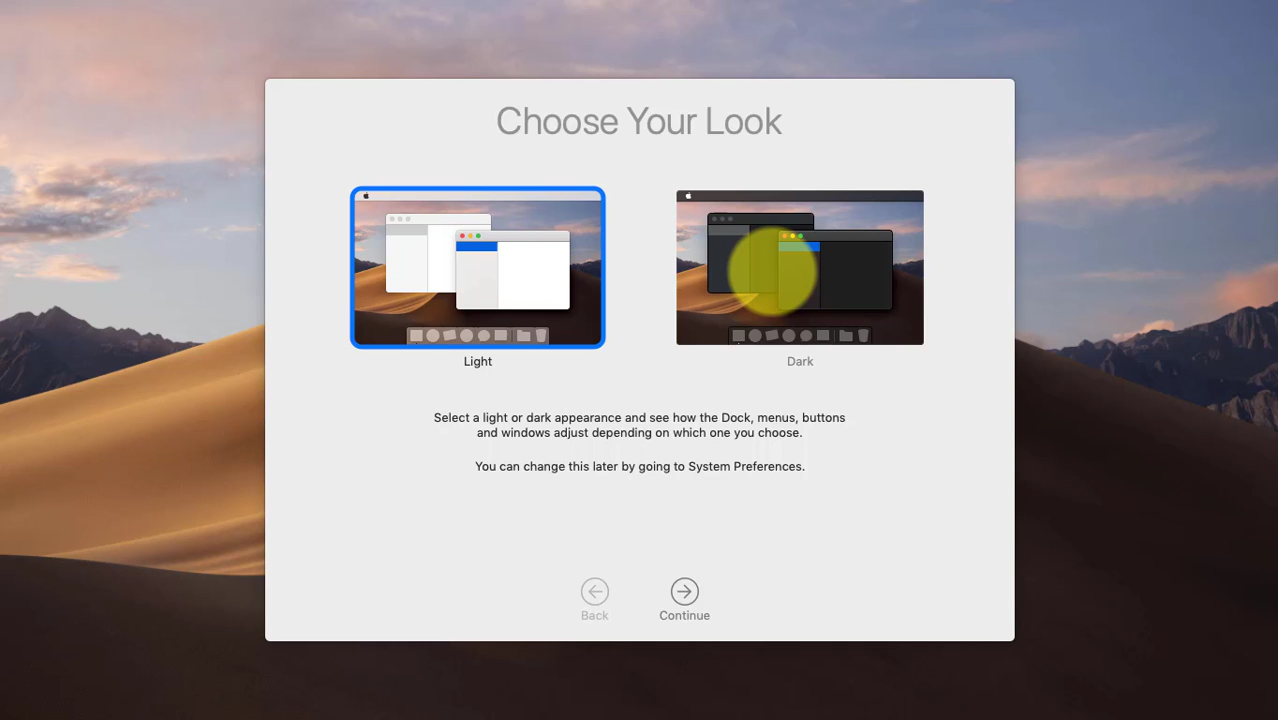 Choose Your Look
Light
Dark
Select a light or dark appearance and see how the Dock, menus, buttons
and windows adjust depending on which one you choose.
You can change this later by going to System Preferences.
Back
Continue